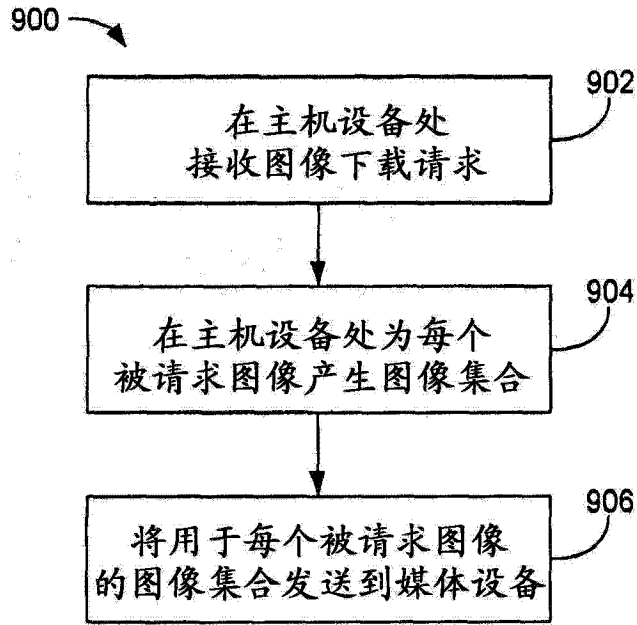 900
902
在主机设备处
接收图像下载请求
904
在主机设备处为每个
被请求图像产生图像集合
906
将用于每个被请求图像
的图像集合发送到媒体设备